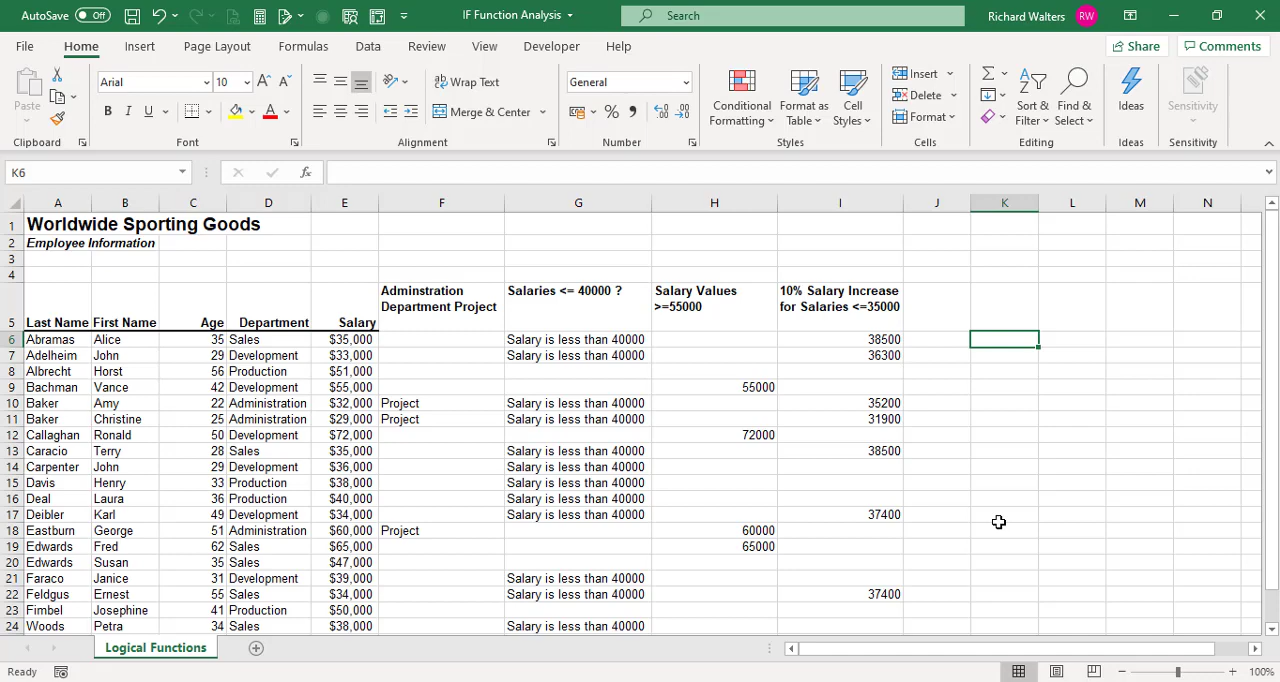 AutoSave Off IF Function Analysis Search Richard Walters RW
File Home Insert Page Layout Formulas Data Review View Developer Help Share Comments
Paste Arial 10 A A Wrap Text General Conditional Formatting Format as Table Cell Styles Insert Sort & Filter Find & Select Ideas Sensitivity
B I U A Merge & Center % , Delete
Format
Clipboard Font Alignment Number Styles Cells Editing Ideas Sensitivity
K6 fx
A B C D E F G H I J K L M N
1 Worldwide Sporting Goods
2 Employee Information
3
4
Adminstration Salaries <= 40000 ? Salary Values 10% Salary Increase
Department Project >=55000 for Salaries <=35000
5 Last Name First Name Age Department Salary
6 Abramas Alice 35 Sales $35,000 Salary is less than 40000 38500
7 Adelheim John 29 Development $33,000 Salary is less than 40000 36300
8 Albrecht Horst 56 Production $51,000
9 Bachman Vance 42 Development $55,000 55000
10 Baker Amy 22 Administration $32,000 Project Salary is less than 40000 35200
11 Baker Christine 25 Administration $29,000 Project Salary is less than 40000 31900
12 Callaghan Ronald 50 Development $72,000 72000
13 Caracio Terry 28 Sales $35,000 Salary is less than 40000 38500
14 Carpenter John 29 Development $36,000 Salary is less than 40000
15 Davis Henry 33 Production $38,000 Salary is less than 40000
16 Deal Laura 36 Production $40,000 Salary is less than 40000
17 Deibler Karl 49 Development $34,000 Salary is less than 40000 37400
18 Eastburn George 51 Administration $60,000 Project 60000
19 Edwards Fred 62 Sales $65,000 65000
20 Edwards Susan 35 Sales $47,000
21 Faraco Janice 31 Development $39,000 Salary is less than 40000
22 Feldgus Ernest 55 Sales $34,000 Salary is less than 40000 37400
23 Fimbel Josephine 41 Production $50,000
24 Woods Petra 34 Sales $38,000 Salary is less than 40000
Logical Functions
Ready 100%